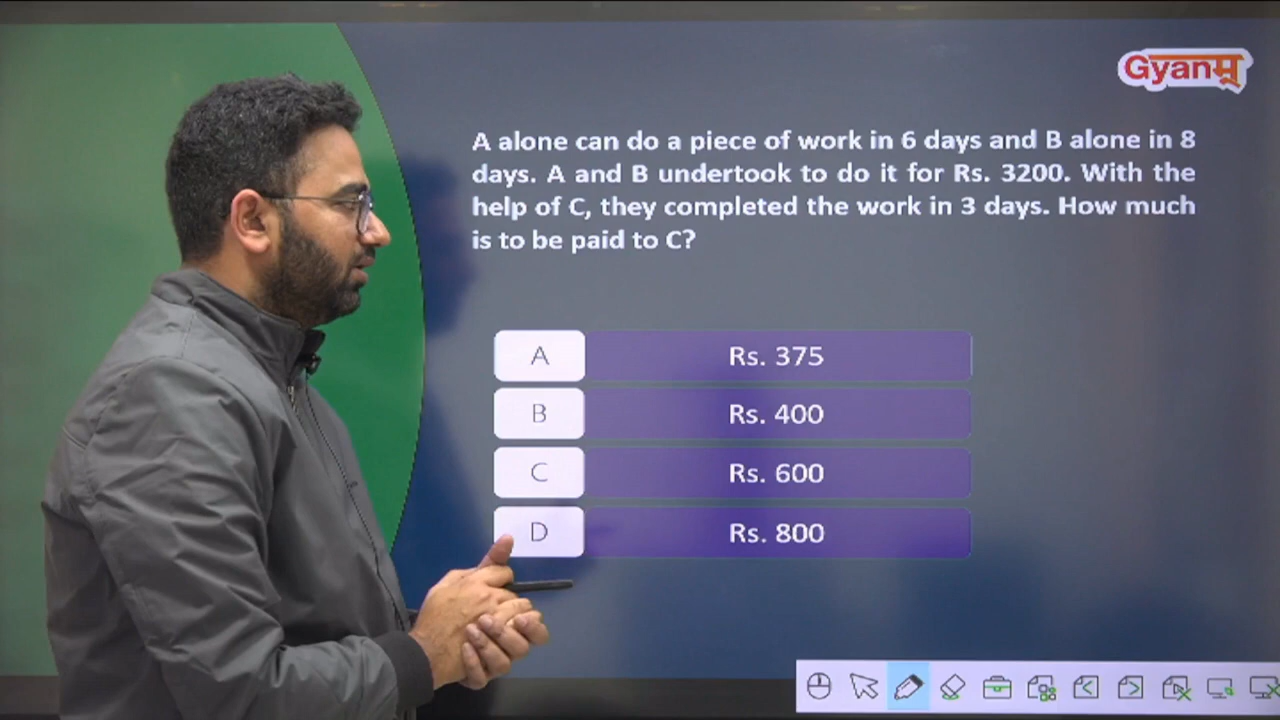 Gyanम्
A alone can do a piece of work in 6 days and B alone in 8
days. A and B undertook to do it for Rs. 3200. With the
help of C, they completed the work in 3 days. How much
is to be paid to C?
A Rs. 375
B Rs. 400
C Rs. 600
D Rs. 800